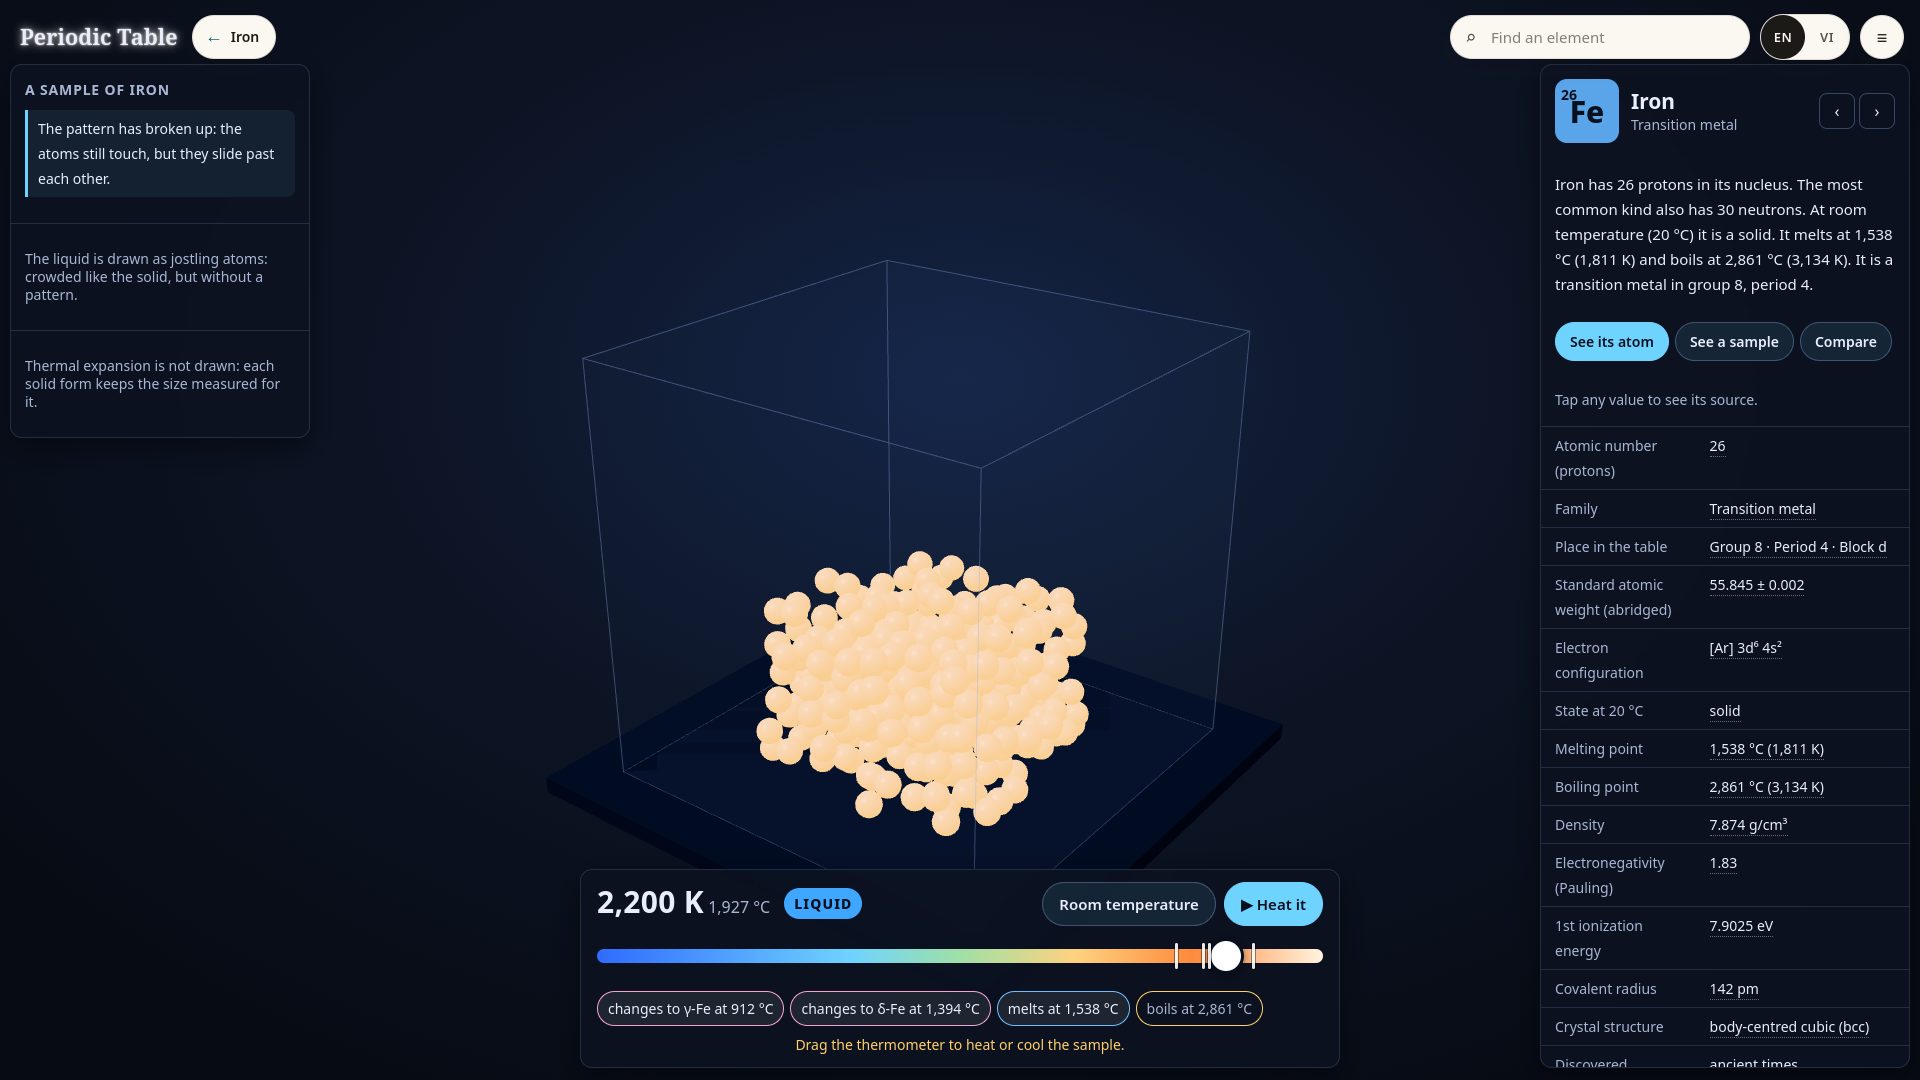 Periodic Table
← Iron
Find an element
EN
VI
≡
A SAMPLE OF IRON
The pattern has broken up: the
atoms still touch, but they slide past
each other.
The liquid is drawn as jostling atoms:
crowded like the solid, but without a
pattern.
Thermal expansion is not drawn: each
solid form keeps the size measured for
it.
26
Fe
Iron
Transition metal
‹
›
Iron has 26 protons in its nucleus. The most
common kind also has 30 neutrons. At room
temperature (20 °C) it is a solid. It melts at 1,538
°C (1,811 K) and boils at 2,861 °C (3,134 K). It is a
transition metal in group 8, period 4.
See its atom
See a sample
Compare
Tap any value to see its source.
Atomic number
(protons)
26
Family
Transition metal
Place in the table
Group 8 · Period 4 · Block d
Standard atomic
weight (abridged)
55.845 ± 0.002
Electron
configuration
[Ar] 3d⁶ 4s²
State at 20 °C
solid
Melting point
1,538 °C (1,811 K)
Boiling point
2,861 °C (3,134 K)
Density
7.874 g/cm³
Electronegativity
(Pauling)
1.83
1st ionization
energy
7.9025 eV
Covalent radius
142 pm
Crystal structure
body-centred cubic (bcc)
Discovered
ancient times
2,200 K 1,927 °C
LIQUID
Room temperature
▶ Heat it
changes to γ-Fe at 912 °C
changes to δ-Fe at 1,394 °C
melts at 1,538 °C
boils at 2,861 °C
Drag the thermometer to heat or cool the sample.